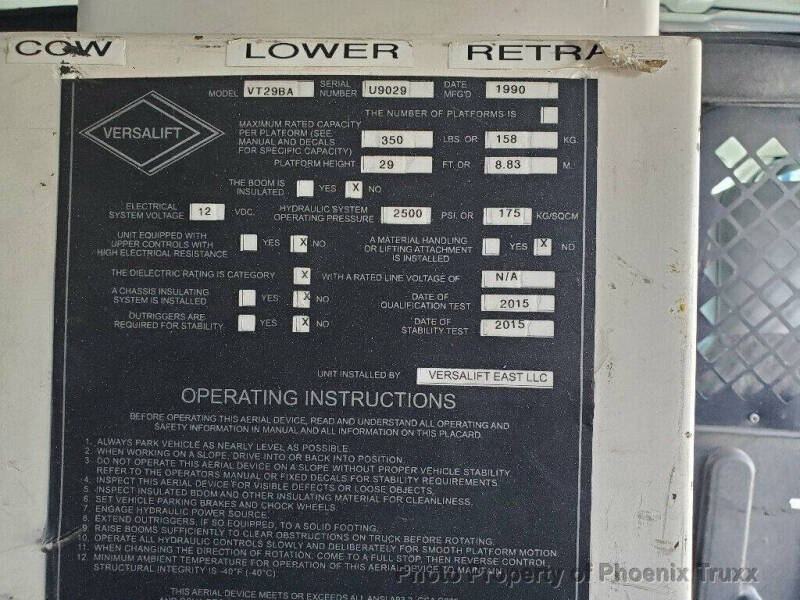 CCW LOWER RETRA
MODEL VT29BA SERIAL NUMBER U9029 DATE MFG'D 1990
THE NUMBER OF PLATFORMS IS
VERSALIFT
MAXIMUM RATED CAPACITY
PER PLATFORM (SEE
MANUAL AND DECALS
FOR SPECIFIC CAPACITY) 350 LBS. OR 158 KG.
PLATFORM HEIGHT 29 FT. OR 8.83 M.
THE BOOM IS INSULATED YES X NO
ELECTRICAL SYSTEM VOLTAGE 12 VDC. HYDRAULIC SYSTEM OPERATING PRESSURE 2500 PSI. OR 175 KG/SQCM
UNIT EQUIPPED WITH
UPPER CONTROLS WITH
HIGH ELECTRICAL RESISTANCE YES X NO
A MATERIAL HANDLING
OR LIFTING ATTACHMENT
IS INSTALLED YES X NO
THE DIELECTRIC RATING IS CATEGORY X WITH A RATED LINE VOLTAGE OF N/A
A CHASSIS INSULATING
SYSTEM IS INSTALLED YES X NO
DATE OF
QUALIFICATION TEST 2015
OUTRIGGERS ARE
REQUIRED FOR STABILITY YES X NO
DATE OF
STABILITY TEST 2015
UNIT INSTALLED BY VERSALIFT EAST LLC
OPERATING INSTRUCTIONS
BEFORE OPERATING THIS AERIAL DEVICE, READ AND UNDERSTAND ALL OPERATING AND
SAFETY INFORMATION IN MANUAL AND ALL INFORMATION ON THIS PLACARD.
1. ALWAYS PARK VEHICLE AS NEARLY LEVEL AS POSSIBLE.
2. WHEN WORKING ON A SLOPE, DRIVE INTO OR BACK INTO POSITION.
3. DO NOT OPERATE THIS AERIAL DEVICE ON A SLOPE WITHOUT PROPER VEHICLE STABILITY.
REFER TO THE OPERATORS MANUAL OR FIXED DECALS FOR STABILITY REQUIREMENTS.
4. INSPECT THIS AERIAL DEVICE FOR VISIBLE DEFECTS OR LOOSE OBJECTS.
5. INSPECT INSULATED BOOM AND OTHER INSULATING MATERIAL FOR CLEANLINESS.
6. SET VEHICLE PARKING BRAKES AND CHOCK WHEELS.
7. ENGAGE HYDRAULIC POWER SOURCE.
8. EXTEND OUTRIGGERS, IF SO EQUIPPED, TO A SOLID FOOTING.
9. RAISE BOOMS SUFFICIENTLY TO CLEAR OBSTRUCTIONS ON TRUCK BEFORE ROTATING.
10. OPERATE ALL HYDRAULIC CONTROLS SLOWLY AND DELIBERATELY FOR SMOOTH PLATFORM MOTION.
11. WHEN CHANGING THE DIRECTION OF ROTATION, COME TO A FULL STOP, THEN REVERSE CONTROL.
12. MINIMUM AMBIENT TEMPERATURE FOR OPERATION OF THIS AERIAL DEVICE TO MAINTAIN
STRUCTURAL INTEGRITY IS -40°F (-40°C)
THIS AERIAL DEVICE MEETS OR EXCEEDS ALL ANSI
Photo Property of Phoenix Truxx